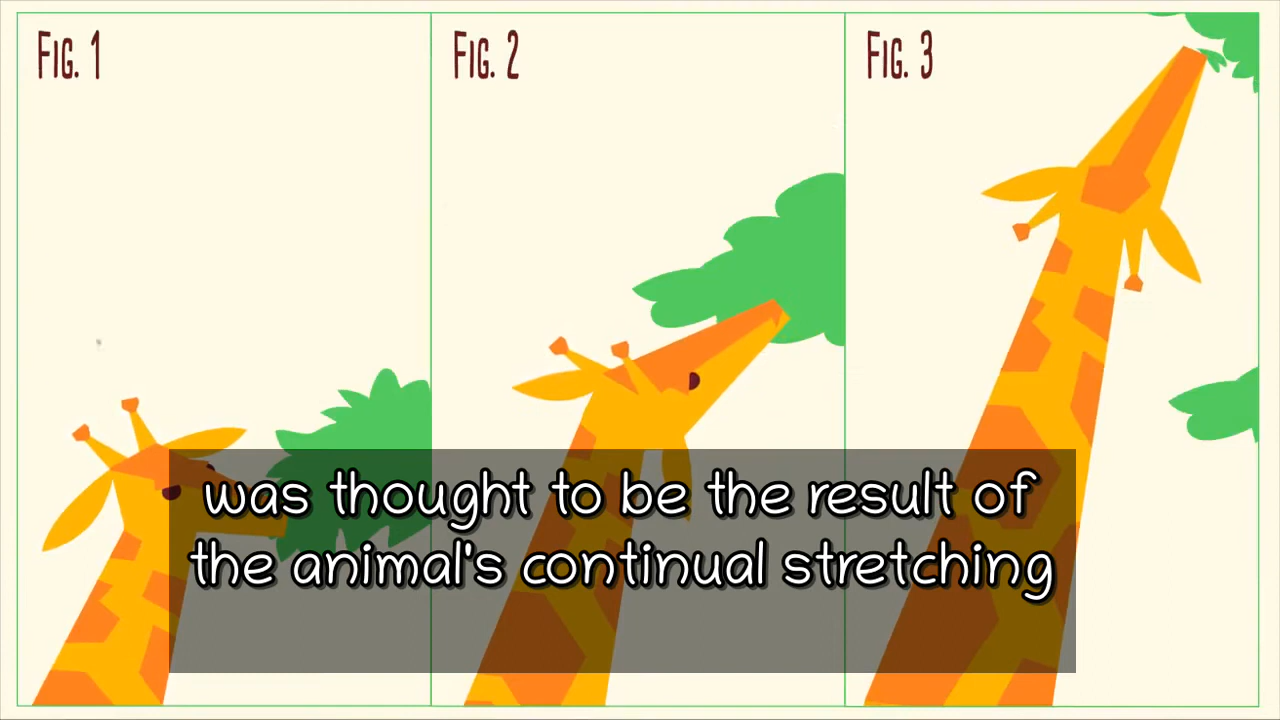 Fig. 1
Fig. 2
Fig. 3
was thought to be the result of
the animal's continual stretching